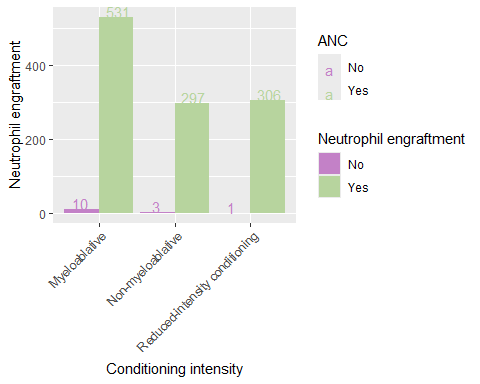 Neutrophil engraftment
400
200
0
531
297
306
10
3
1
Myeloablative
Non-myeloablative
Reduced-intensity conditioning
Conditioning intensity
ANC
a No
a Yes
Neutrophil engraftment
No
Yes